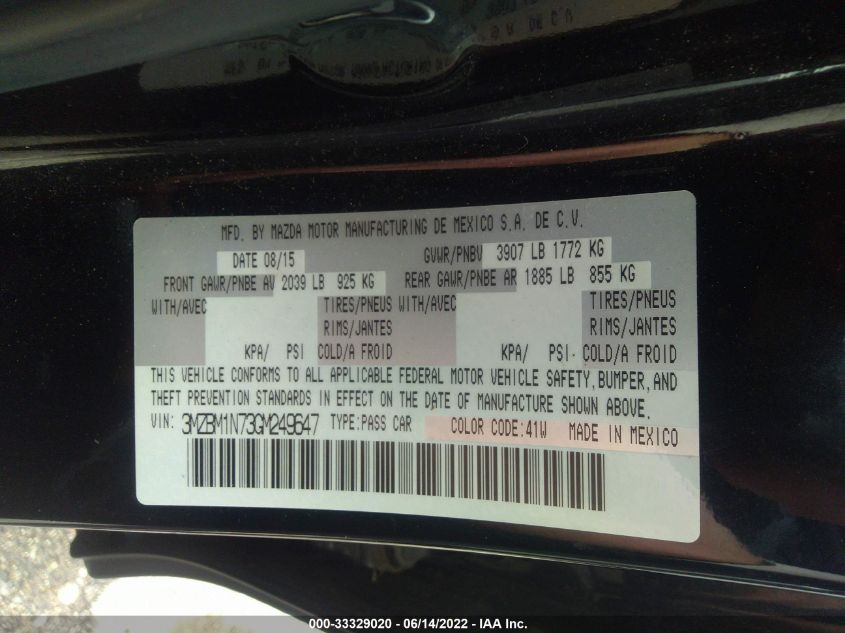 MFD. BY MAZDA MOTOR MANUFACTURING DE MEXICO S.A. DE C.V.
DATE 08/15 GVWR/PNBV 3907 LB 1772 KG
FRONT GAWR/PNBE AV 2039 LB 925 KG REAR GAWR/PNBE AR 1885 LB 855 KG
WITH/AVEC TIRES/PNEUS WITH/AVEC TIRES/PNEUS
RIMS/JANTES RIMS/JANTES
KPA/ PSI COLD/A FROID KPA/ PSI COLD/A FROID
THIS VEHICLE CONFORMS TO ALL APPLICABLE FEDERAL MOTOR VEHICLE SAFETY, BUMPER, AND
THEFT PREVENTION STANDARDS IN EFFECT ON THE DATE OF MANUFACTURE SHOWN ABOVE.
VIN: 3MZBM1N73GM249647 TYPE:PASS CAR COLOR CODE:41W MADE IN MEXICO
000-33329020 - 06/14/2022 - IAA Inc.